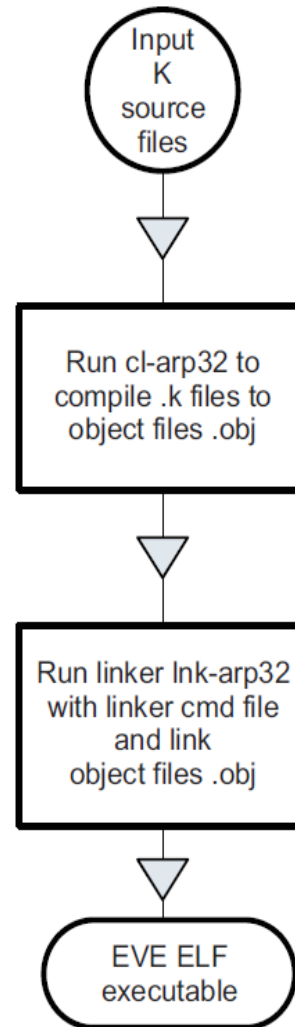 Input
K
source
files
Run cl-arp32 to
compile .k files to
object files .obj
Run linker lnk-arp32
with linker cmd file
and link
object files .obj
EVE ELF
executable